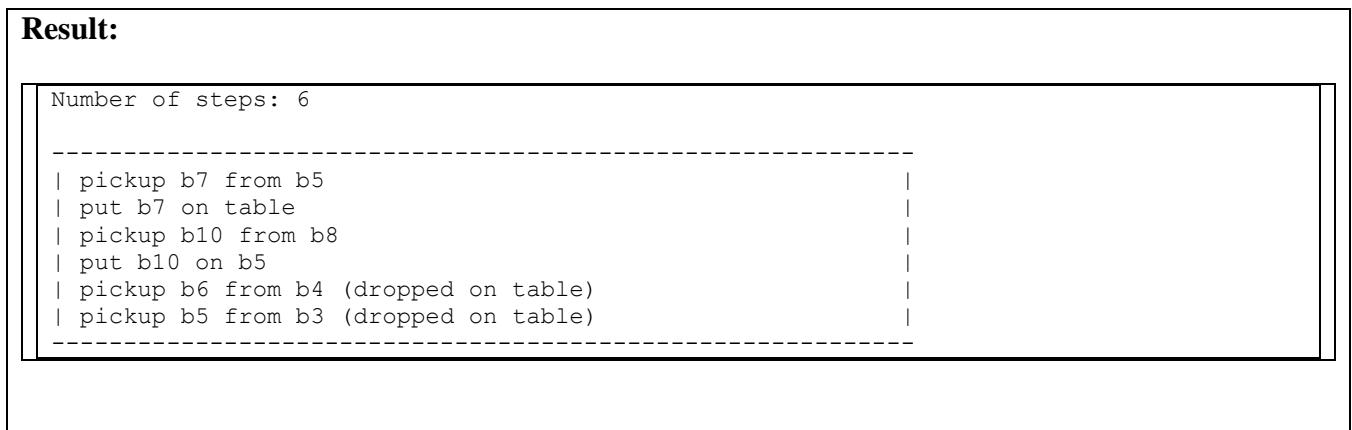 Result:
Number of steps: 6
-----------------------------------------------------------
| pickup b7 from b5 |
| put b7 on table |
| pickup b10 from b8 |
| put b10 on b5 |
| pickup b6 from b4 (dropped on table) |
| pickup b5 from b3 (dropped on table) |
-----------------------------------------------------------